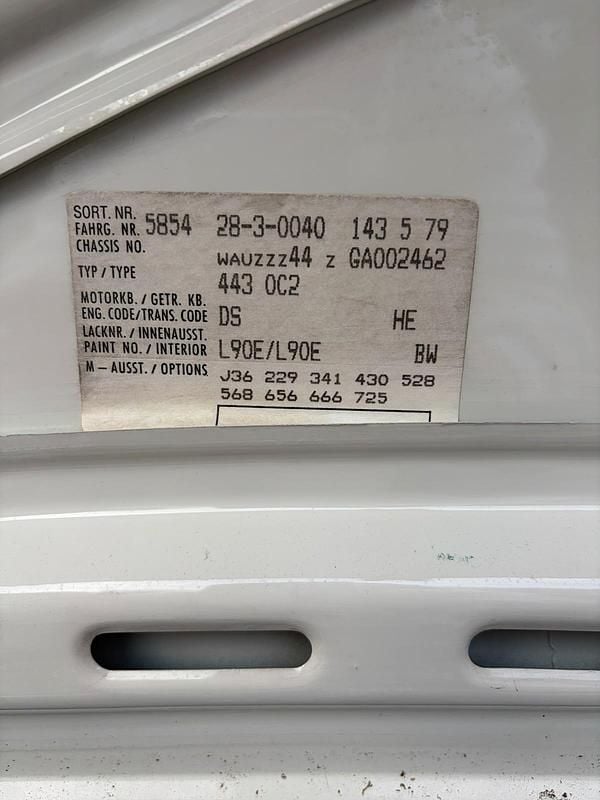 SORT. NR. 5854 28-3-0040 143 5 79
FAHRG. NR.
CHASSIS NO. WAUZZZ44 Z GA002462
TYP / TYPE 443 0C2
MOTORKB. / GETR. KB.
ENG. CODE/TRANS. CODE DS HE
LACKNR. / INNENAUSST.
PAINT NO. / INTERIOR L90E/L90E BW
M – AUSST. / OPTIONS J36 229 341 430 528
568 656 666 725